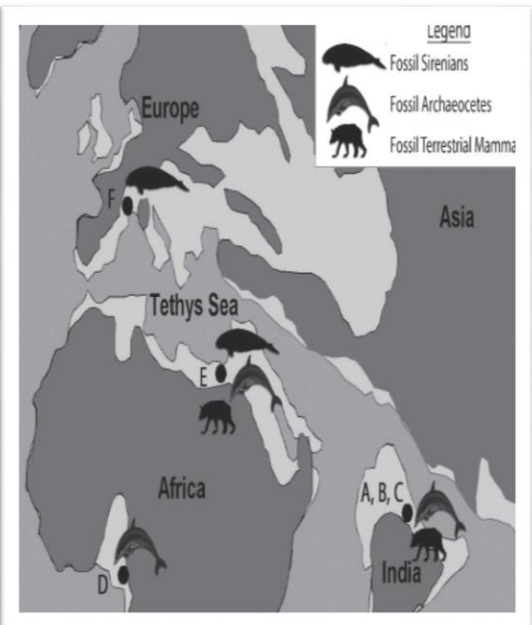 Legend
Fossil Sirenians
Fossil Archaeocetes
Fossil Terrestrial Mamma
Europe
F
Asia
Tethys Sea
E
Africa
A, B, C
D
India